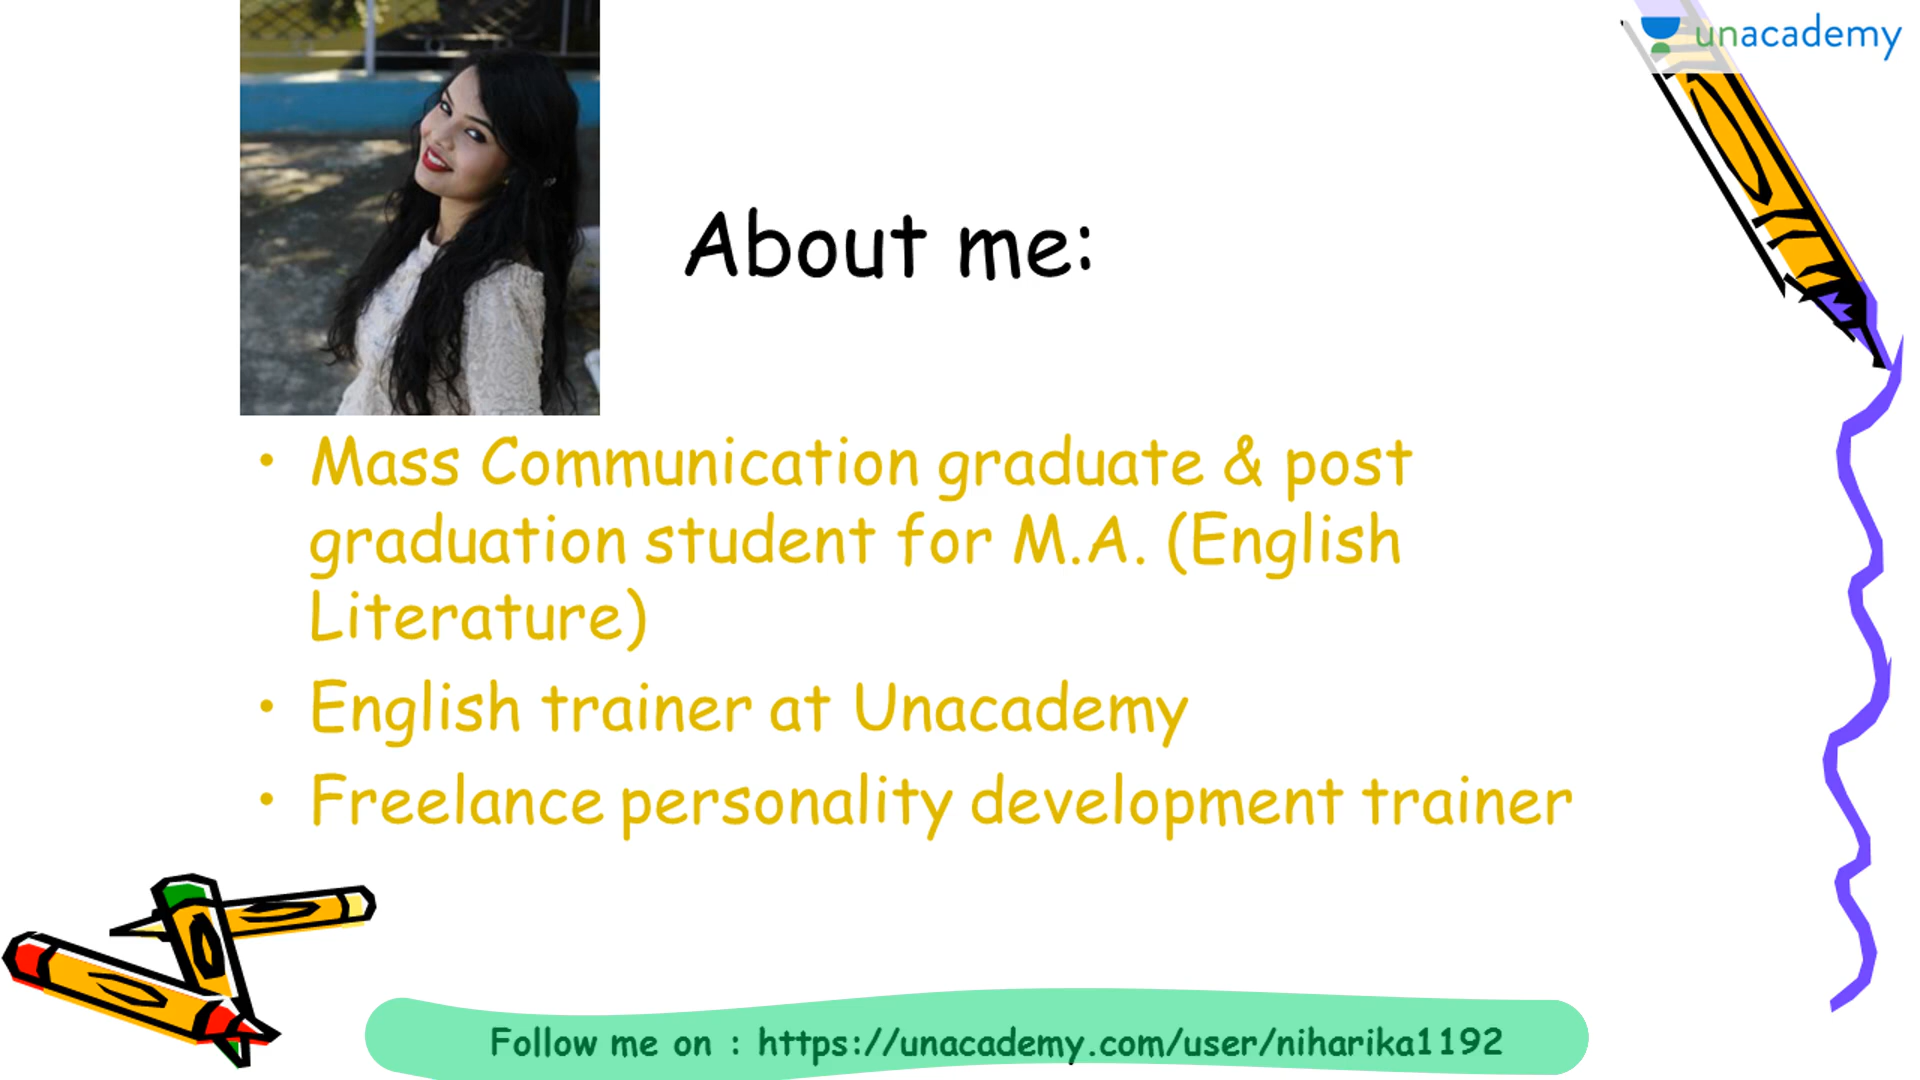 unacademy
About me:
• Mass Communication graduate & post
graduation student for M.A. (English
Literature)
• English trainer at Unacademy
• Freelance personality development trainer
Follow me on : https://unacademy.com/user/niharika1192